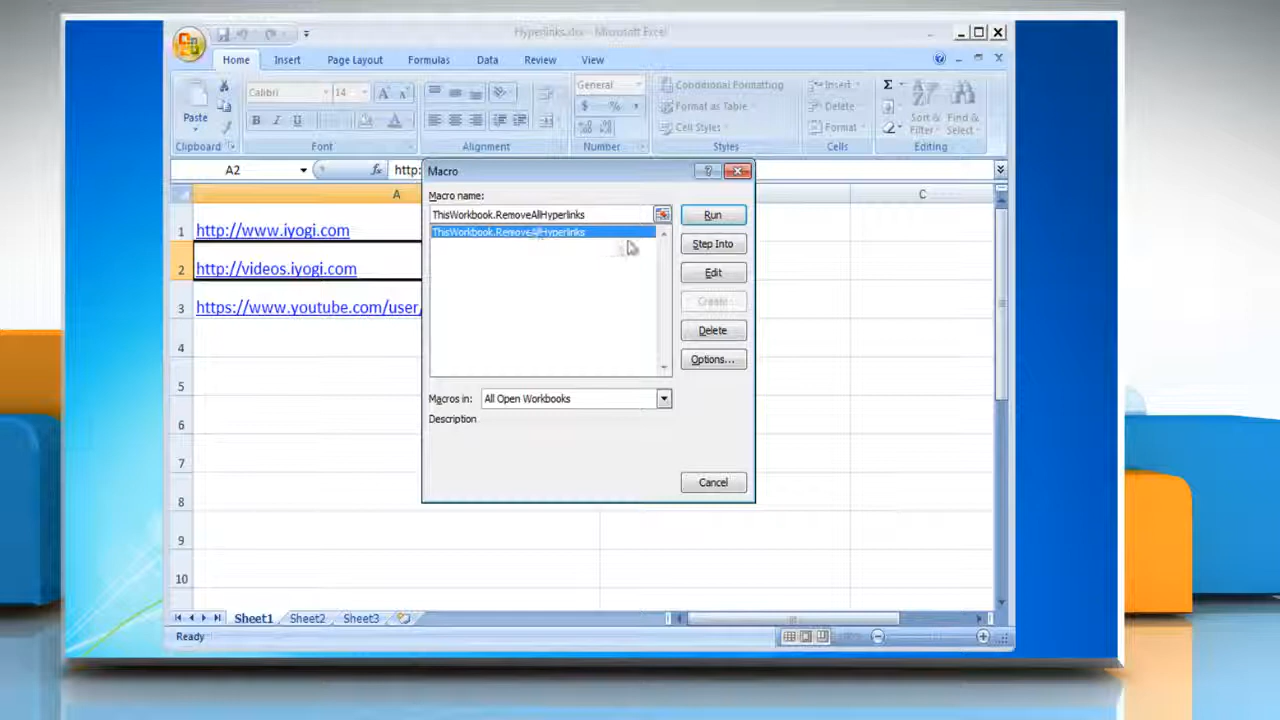 Hyperlinks.xlsx - Microsoft Excel
Home Insert Page Layout Formulas Data Review View
Calibri 14 General Conditional Formatting Insert Σ
$ % , Format as Table Delete
Paste B I U Cell Styles Format Sort & Filter Find & Select
Clipboard Font Alignment Number Styles Cells Editing
A2 fx http:
Macro
A C
Macro name:
ThisWorkbook.RemoveAllHyperlinks Run
ThisWorkbook.RemoveAllHyperlinks
1 http://www.iyogi.com
Step Into
2 http://videos.iyogi.com
Edit
Create
3 https://www.youtube.com/user/
Delete
4
Options...
5
Macros in: All Open Workbooks
Description
6
7
Cancel
8
9
10
Sheet1 Sheet2 Sheet3
Ready